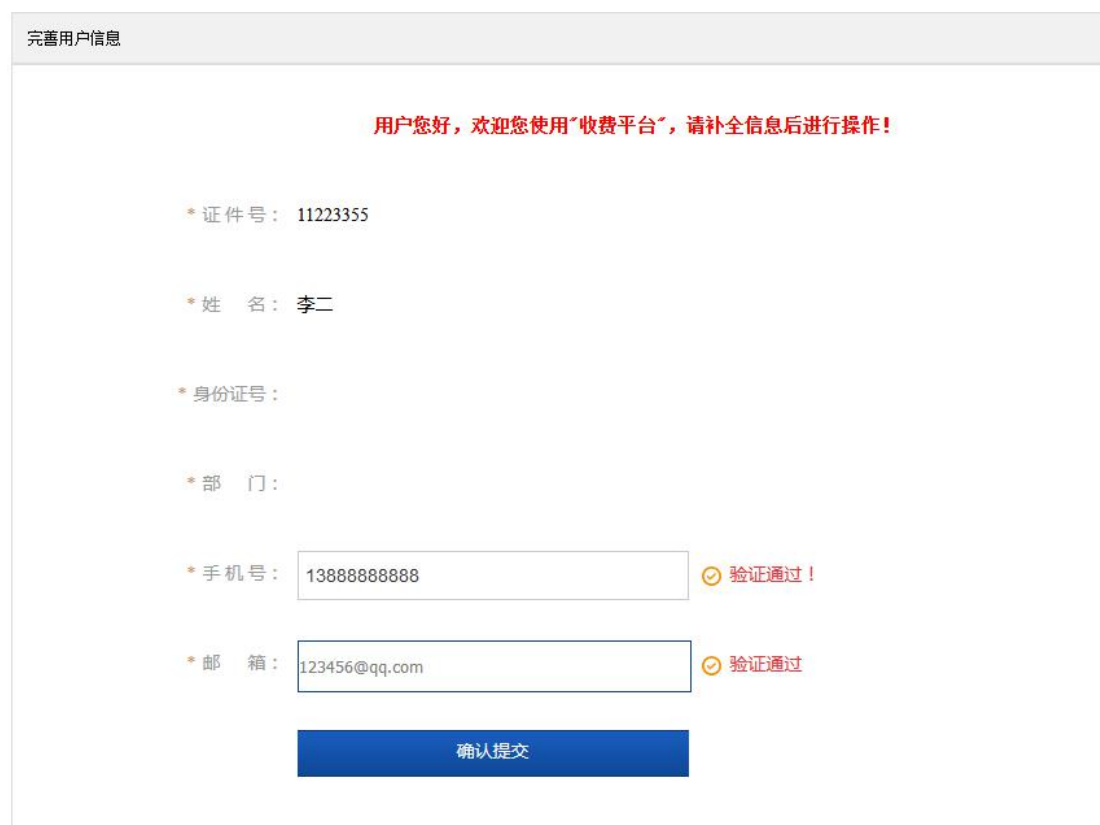 完善用户信息
用户您好，欢迎您使用"收费平台"，请补全信息后进行操作！
* 证件号： 11223355
* 姓 名： 李二
* 身份证号：
* 部 门：
* 手机号： 13888888888 验证通过！
* 邮 箱： 123456@qq.com 验证通过
确认提交